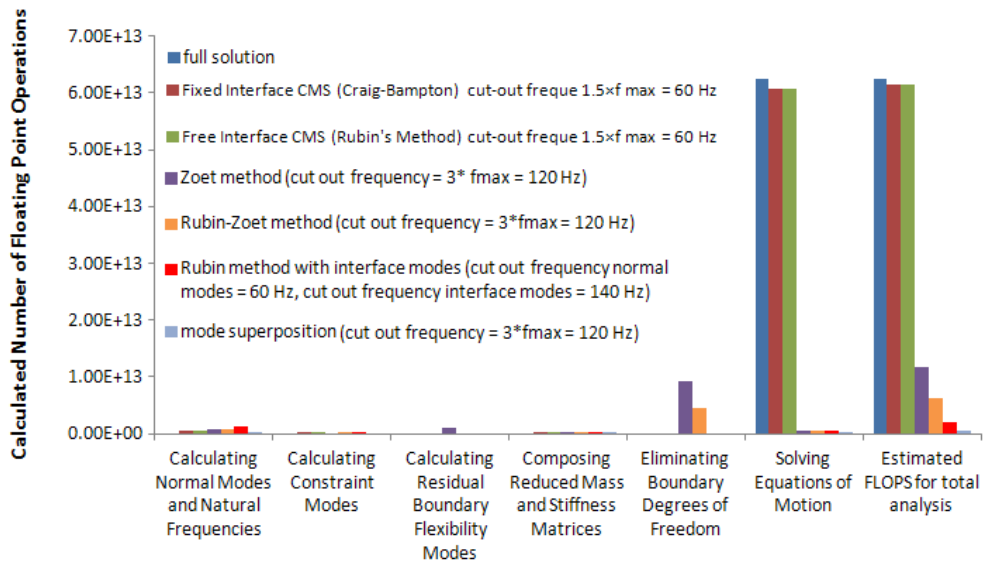 Calculated Number of Floating Point Operations
7.00E+13
6.00E+13
5.00E+13
4.00E+13
3.00E+13
2.00E+13
1.00E+13
0.00E+00
full solution
Fixed Interface CMS (Craig-Bampton) cut-out freque 1.5×f max = 60 Hz
Free Interface CMS (Rubin's Method) cut-out freque 1.5×f max = 60 Hz
Zoet method (cut out frequency = 3* fmax = 120 Hz)
Rubin-Zoet method (cut out frequency = 3*fmax = 120 Hz)
Rubin method with interface modes (cut out frequency normal
modes = 60 Hz, cut out frequency interface modes = 140 Hz)
mode superposition (cut out frequency = 3*fmax = 120 Hz)
Calculating
Normal Modes
and Natural
Frequencies
Calculating
Constraint
Modes
Calculating
Residual
Boundary
Flexibility
Modes
Composing
Reduced Mass
and Stiffness
Matrices
Eliminating
Boundary
Degrees of
Freedom
Solving
Equations of
Motion
Estimated
FLOPS for total
analysis